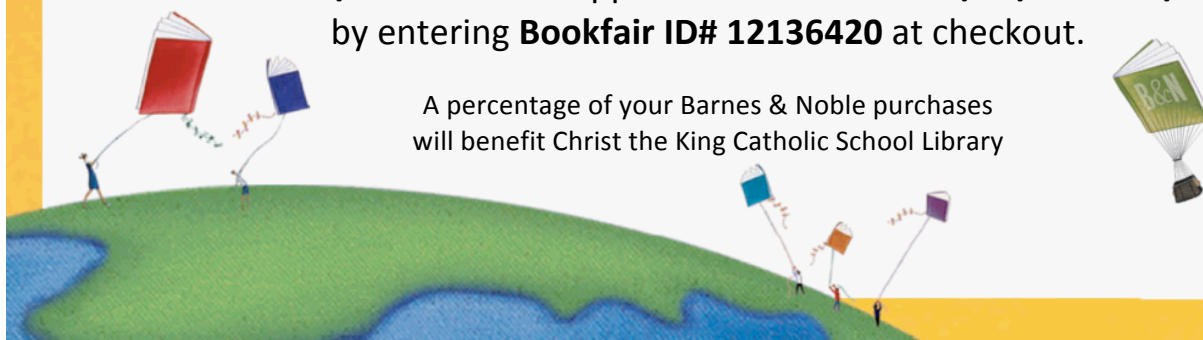 by entering Bookfair ID# 12136420 at checkout.
A percentage of your Barnes & Noble purchases
will benefit Christ the King Catholic School Library
B&N